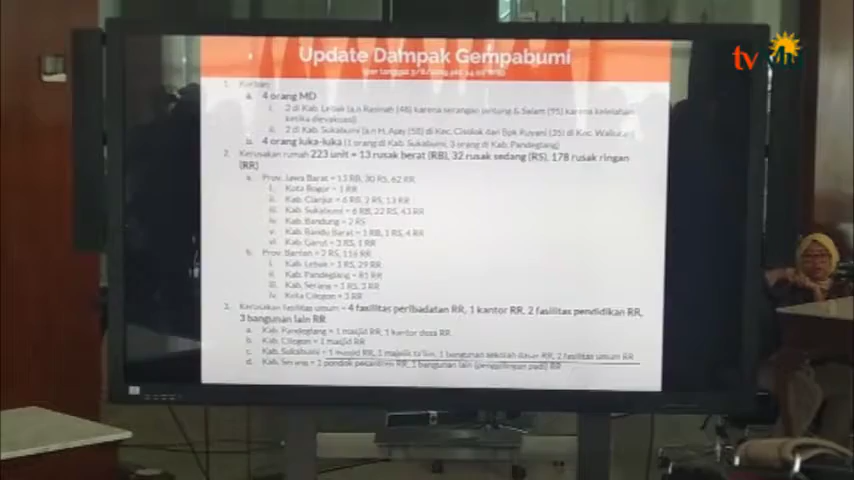 tv
Update Dampak Gempabumi
1. Korban
a. 4 orang MD
i. 2 di Kab. Lebak (a.n Rasinah (48) karena serangan jantung & Salam (95) karena kelelahan
ketika dievakuasi)
ii. 2 di Kab. Sukabumi (a.n H. Ajay (58) di Kec. Cisolok dan Bpk Ruyani (35) di Kec.
b. 4 orang luka-luka (1 orang di Kab. Sukabumi, 3 orang di Kab. Pandeglang)
2. Kerusakan rumah 223 unit = 13 rusak berat (RB), 32 rusak sedang (RS), 178 rusak ringan
(RR)
a. Prov. Jawa Barat = 13 RB, 30 RS, 62 RR
i. Kota Bogor = 1 RR
ii. Kab. Cianjur = 6 RB, 2 RS, 13 RR
iii. Kab. Sukabumi = 6 RB, 22 RS, 43 RR
iv. Kab. Bandung = 2 RS
v. Kab. Bandu Barat = 1 RB, 1 RS, 4 RR
vi. Kab. Garut = 3 RS, 1 RR
b. Prov. Banten = 2 RS, 116 RR
i. Kab. Lebak = 1 RS, 29 RR
ii. Kab. Pandeglang = 81 RR
iii. Kab. Serang = 1 RS, 3 RR
iv. Kota Cilegon = 3 RR
3. Kerusakan fasilitas umum = 4 fasilitas peribadatan RR, 1 kantor RR, 2 fasilitas pendidikan RR,
3 bangunan lain RR
a. Kab. Pandeglang = 1 masjid RR, 1 kantor desa RR
b. Kab. Cilegon = 1 masjid RR
c. Kab. Sukabumi = 1 masjid RR, 1 majelis ta'lim, 1 bangunan sekolah dasar RR, 2 fasilitas umum RR
d. Kab. Serang = 1 pondok pesantren RR, 1 bangunan lain (penggilingan padi) RR